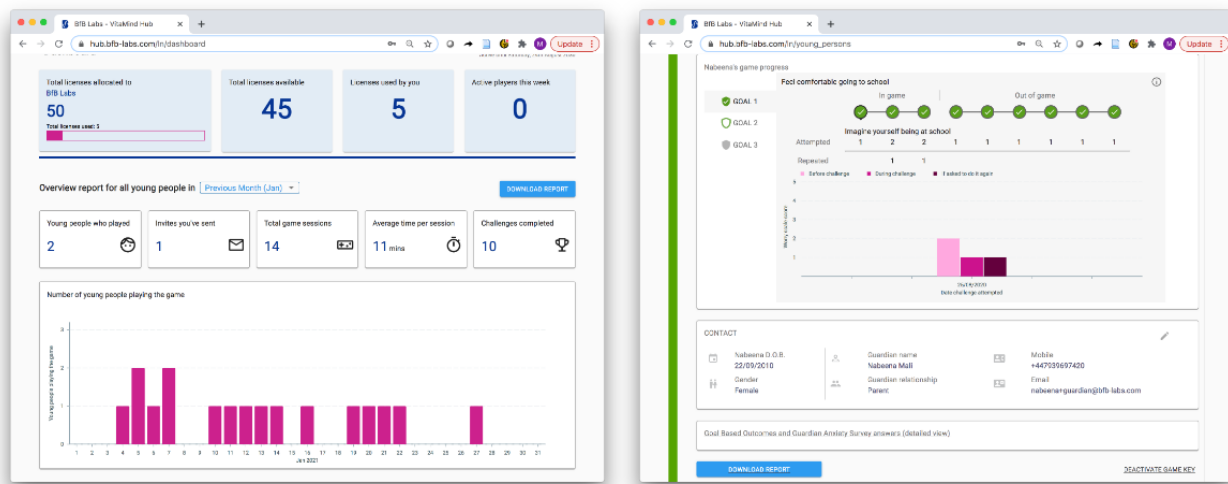 BfB Labs - VitaMind Hub
hub.bfb-labs.com/ln/dashboard
Update
Total licenses allocated to
BfB Labs
50
Total licenses used: 5
Total licenses available
45
Licenses used by you
5
Active players this week
0
Overview report for all young people in Previous Month (Jan)
DOWNLOAD REPORT
Young people who played
2
Invites you've sent
1
Total game sessions
14
Average time per session
11 mins
Challenges completed
10
Number of young people playing the game
Young people playing the game
3
2
1
0
1 2 3 4 5 6 7 8 9 10 11 12 13 14 15 16 17 18 19 20 21 22 23 24 25 26 27 28 29 30 31
Jan 2021
BfB Labs - VitaMind Hub
hub.bfb-labs.com/ln/young_persons
Update
Nabeena's game progress
Feel comfortable going to school
GOAL 1
GOAL 2
GOAL 3
In game
Out of game
Imagine yourself being at school
Attempted 1 2 2 1 1 1 1 1 1
Repeated 1 1
Before challenge During challenge If asked to do it again
5
4
3
2
1
Date challenge attempted
CONTACT
Nabeena D.O.B.
22/09/2010
Gender
Female
Guardian name
Nabeena Mali
Guardian relationship
Parent
Mobile
+447939697420
Email
nabeena+guardian@bfb-labs.com
Goal Based Outcomes and Guardian Anxiety Survey answers (detailed view)
DOWNLOAD REPORT
DEACTIVATE GAME KEY